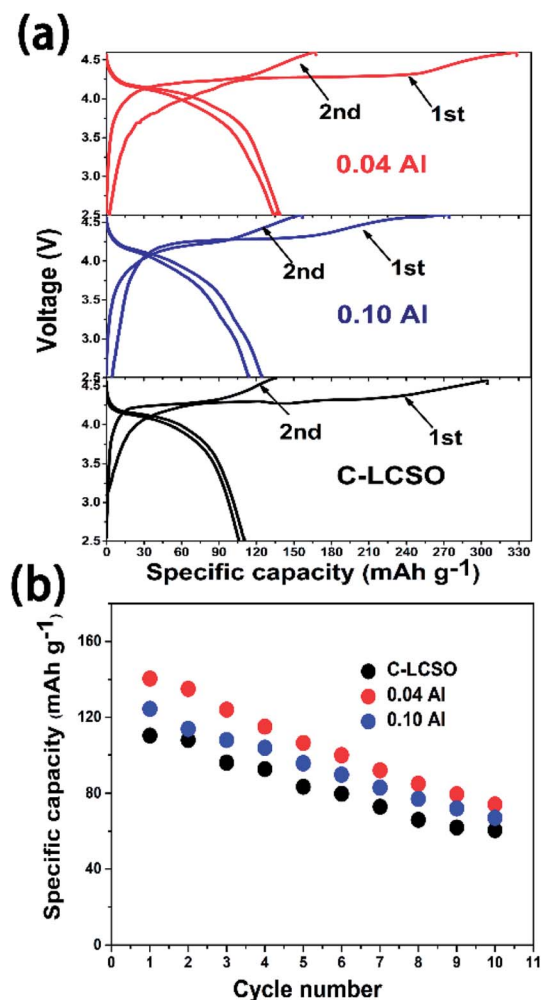 (a)
4.5
4.0
3.5
3.0
2.5
2nd
1st
0.04 Al
4.5
4.0
3.5
3.0
2.5
2nd
1st
0.10 Al
4.5
4.0
3.5
3.0
2.5
2nd
1st
C-LCSO
Voltage (V)
0 30 60 90 120 150 180 210 240 270 300 330
Specific capacity (mAh g-1)
(b)
160
120
80
40
0
C-LCSO
0.04 Al
0.10 Al
Specific capacity (mAh g-1)
0 1 2 3 4 5 6 7 8 9 10 11
Cycle number